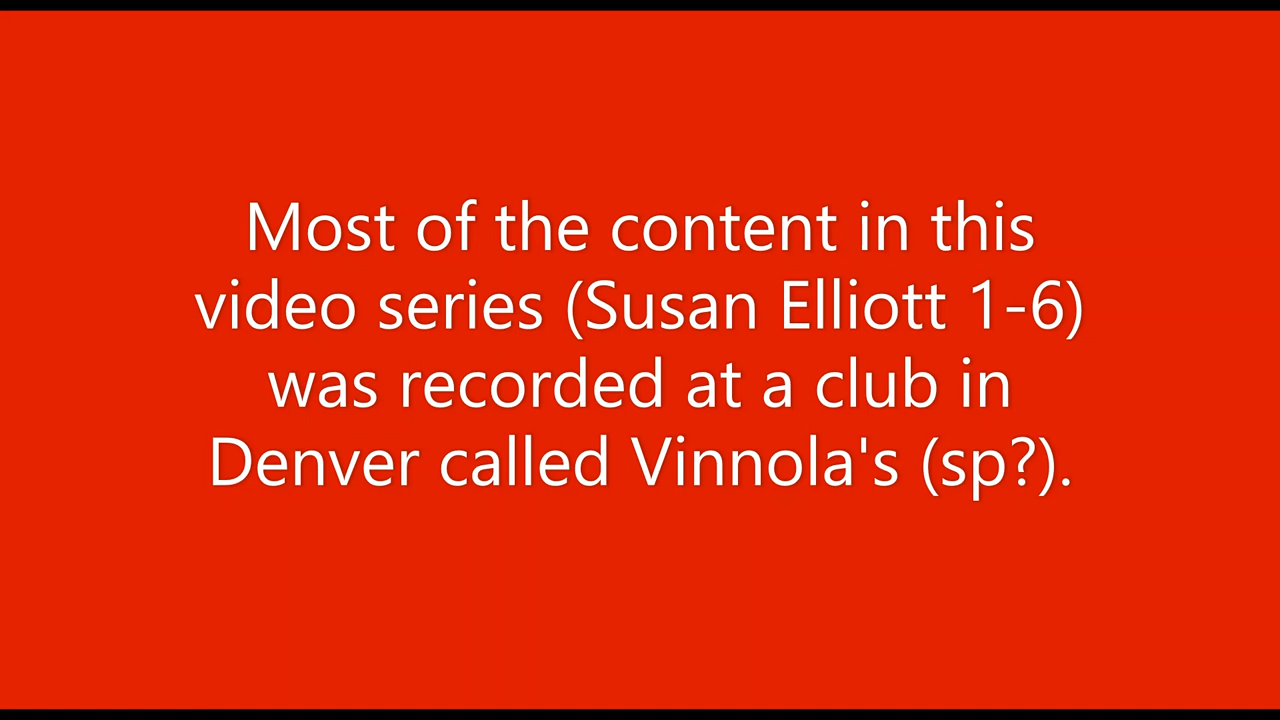 Most of the content in this
video series (Susan Elliott 1-6)
was recorded at a club in
Denver called Vinnola's (sp?).